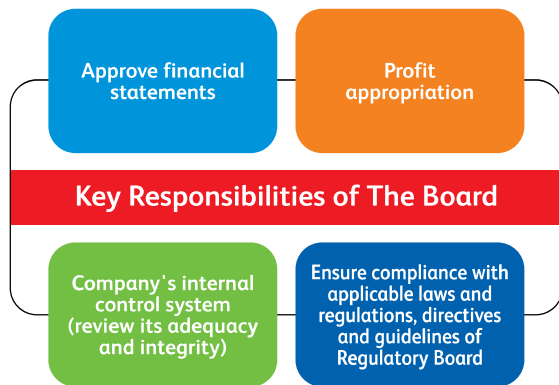 Approve financial
statements
Profit
appropriation
Key Responsibilities of The Board
Company's internal
control system
(review its adequacy
and integrity)
Ensure compliance with
applicable laws and
regulations, directives
and guidelines of
Regulatory Board